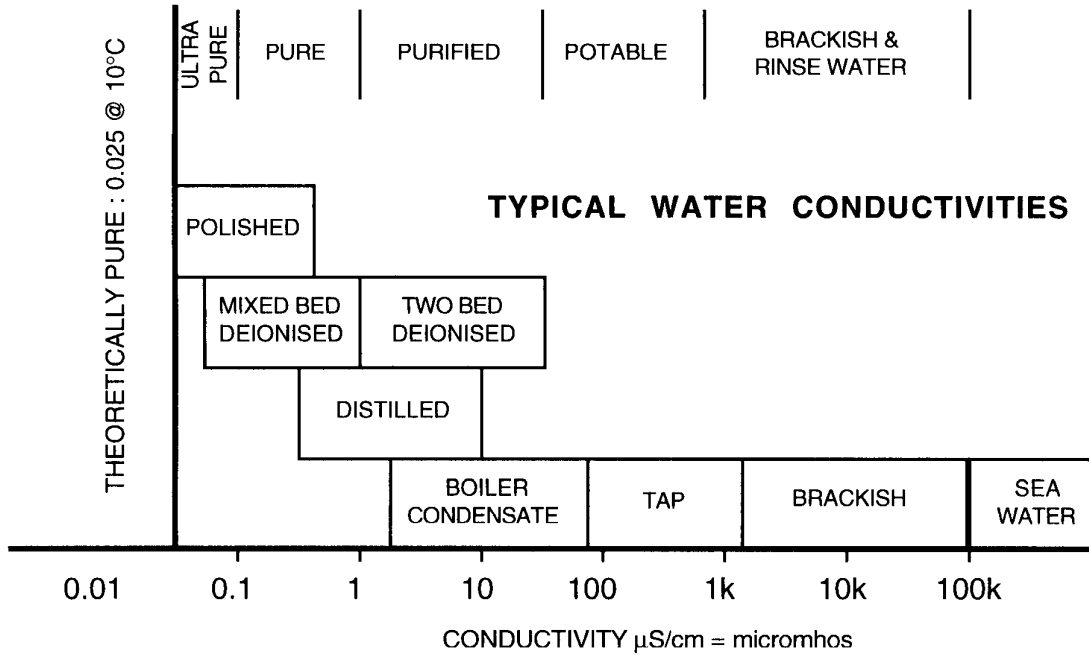 ULTRA
PURE
PURE
PURIFIED
POTABLE
BRACKISH &
RINSE WATER
THEORETICALLY PURE : 0.025 @ 10°C
TYPICAL WATER CONDUCTIVITIES
POLISHED
MIXED BED
DEIONISED
TWO BED
DEIONISED
DISTILLED
BOILER
CONDENSATE
TAP
BRACKISH
SEA
WATER
0.01 0.1 1 10 100 1k 10k 100k
CONDUCTIVITY µS/cm = micromhos